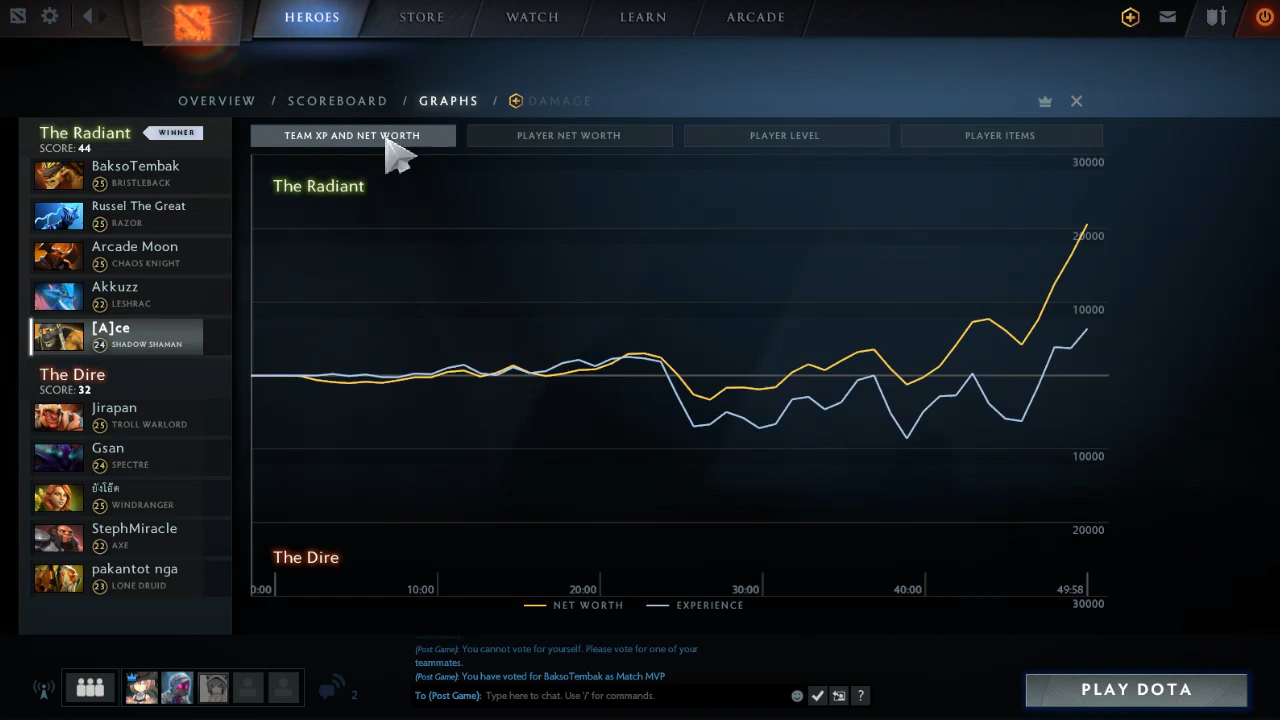 HEROES
STORE
WATCH
LEARN
ARCADE
OVERVIEW / SCOREBOARD / GRAPHS / DAMAGE
The Radiant
WINNER
SCORE: 44
BaksoTembak
25 BRISTLEBACK
Russel The Great
25 RAZOR
Arcade Moon
25 CHAOS KNIGHT
Akkuzz
22 LESHRAC
[A]ce
24 SHADOW SHAMAN
The Dire
SCORE: 32
Jirapan
25 TROLL WARLORD
Gsan
24 SPECTRE
ยังโอ๊ต
25 WINDRANGER
StephMiracle
22 AXE
pakantot nga
23 LONE DRUID
TEAM XP AND NET WORTH
PLAYER NET WORTH
PLAYER LEVEL
PLAYER ITEMS
The Radiant
30000
20000
10000
10000
20000
30000
The Dire
0:00
10:00
20:00
30:00
40:00
49:58
NET WORTH
EXPERIENCE
2
(Post Game): You cannot vote for yourself. Please vote for one of your
teammates.
(Post Game): You have voted for BaksoTembak as Match MVP
To (Post Game): Type here to chat. Use '/' for commands.
?
PLAY DOTA